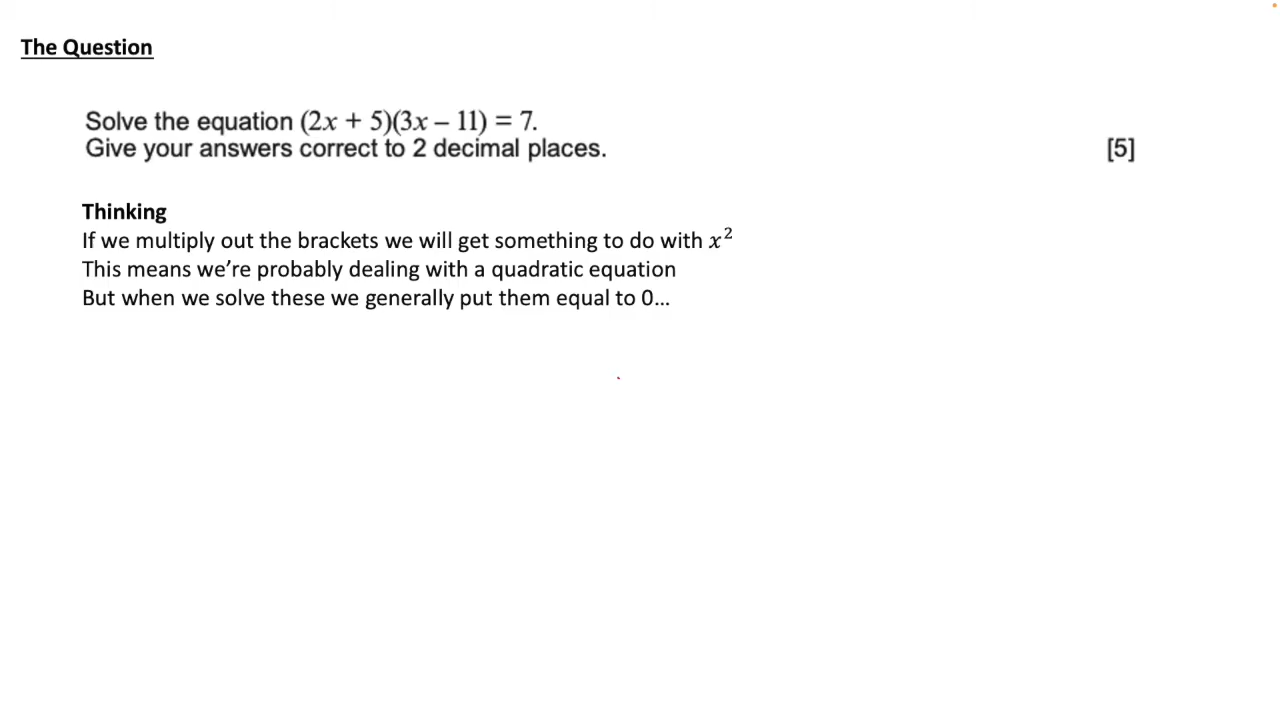 The Question
Solve the equation (2x + 5)(3x – 11) = 7.
Give your answers correct to 2 decimal places.
[5]
Thinking
If we multiply out the brackets we will get something to do with x²
This means we’re probably dealing with a quadratic equation
But when we solve these we generally put them equal to 0...